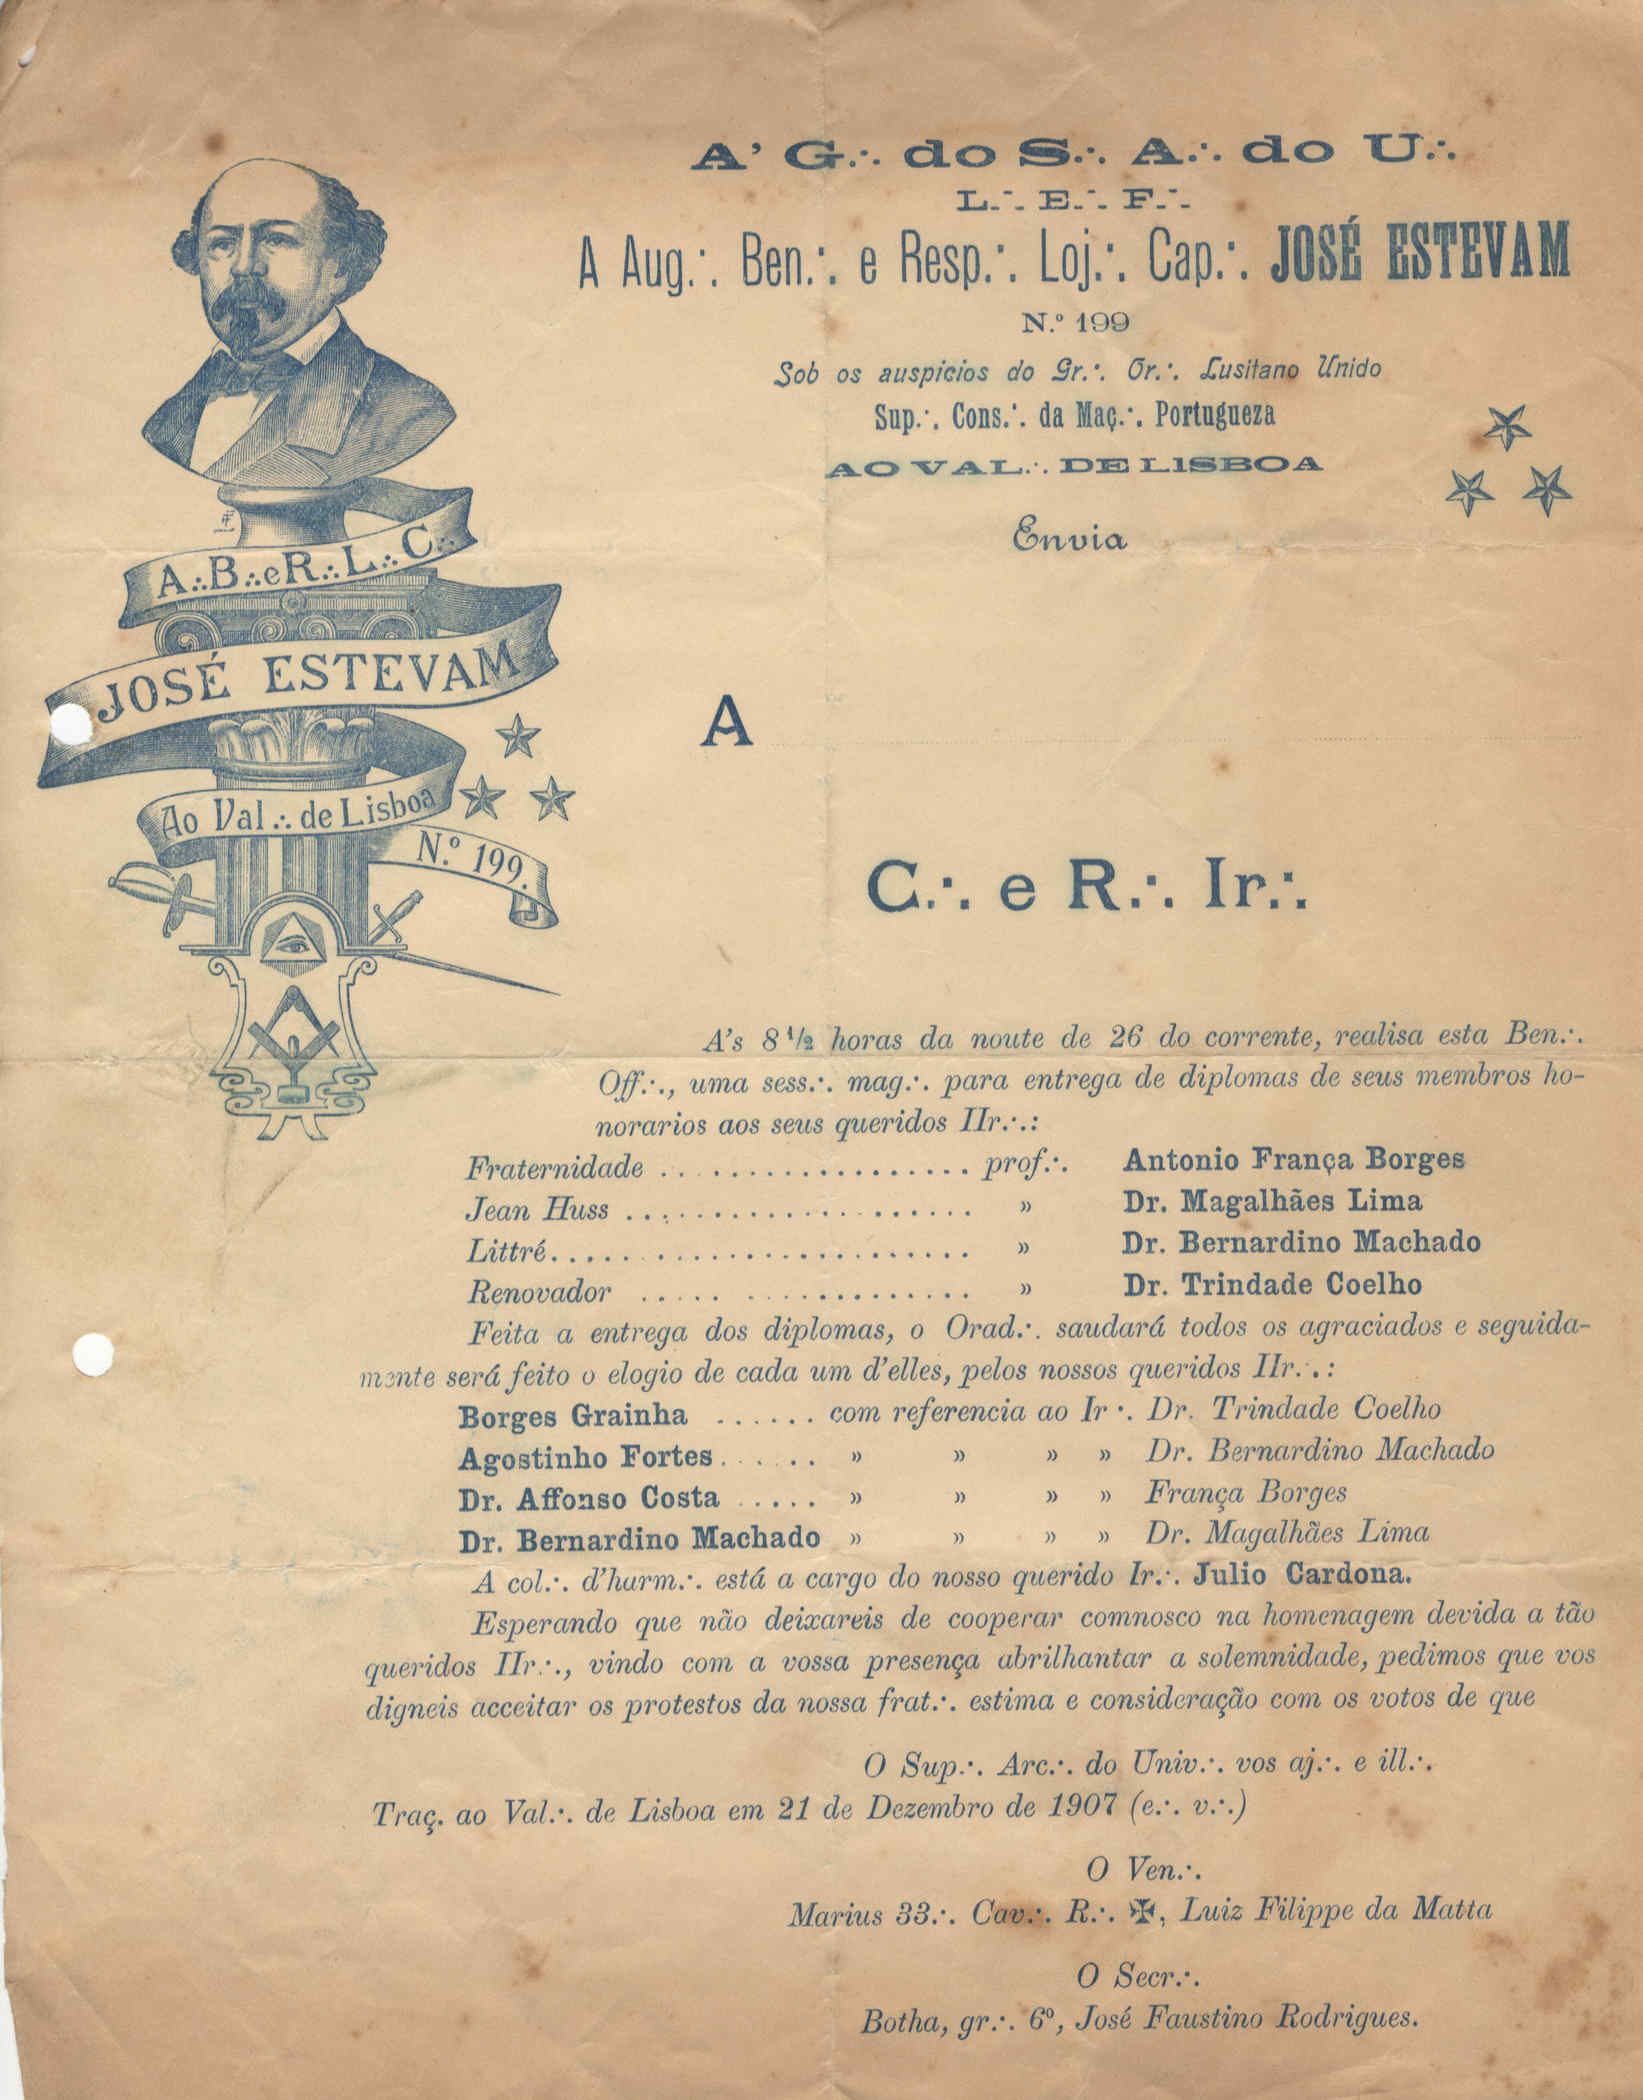 A' G∴ do S∴ A∴ do U∴
L∴ E∴ F∴
A Aug∴ Ben∴ e Resp∴ Loj∴ Cap∴ JOSÉ ESTEVAM
N.º 199
Sob os auspicios do Gr∴ Or∴ Lusitano Unido
Sup∴ Cons∴ da Maç∴ Portugueza
AO VAL∴ DE LISBOA
Envia
A∴B∴eR∴L∴C∴
JOSÉ ESTEVAM
Ao Val∴ de Lisboa
N.º 199.
A
C∴ e R∴ Ir∴
A's 8 1/2 horas da noute de 26 do corrente, realisa esta Ben∴
Off∴, uma sess∴ mag∴ para entrega de diplomas de seus membros ho-
norarios aos seus queridos IIr∴:
Fraternidade .................. prof∴ Antonio França Borges
Jean Huss .................... » Dr. Magalhães Lima
Littré........................ » Dr. Bernardino Machado
Renovador .................. » Dr. Trindade Coelho
Feita a entrega dos diplomas, o Orad∴ saudará todos os agraciados e seguida-
mente será feito o elogio de cada um d'elles, pelos nossos queridos IIr∴:
Borges Grainha ...... com referencia ao Ir∴ Dr. Trindade Coelho
Agostinho Fortes...... » » » » Dr. Bernardino Machado
Dr. Affonso Costa ..... » » » » França Borges
Dr. Bernardino Machado » » » » Dr. Magalhães Lima
A col∴ d'harm∴ está a cargo do nosso querido Ir∴ Julio Cardona.
Esperando que não deixareis de cooperar comnosco na homenagem devida a tão
queridos IIr∴, vindo com a vossa presença abrilhantar a solemnidade, pedimos que vos
digneis acceitar os protestos da nossa frat∴ estima e consideração com os votos de que
O Sup∴ Arc∴ do Univ∴ vos aj∴ e ill∴
Traç. ao Val∴ de Lisboa em 21 de Dezembro de 1907 (e∴ v∴)
O Ven∴
Marius 33∴ Cav∴ R∴ ✠, Luiz Filippe da Matta
O Secr∴
Botha, gr∴ 6º, José Faustino Rodrigues.